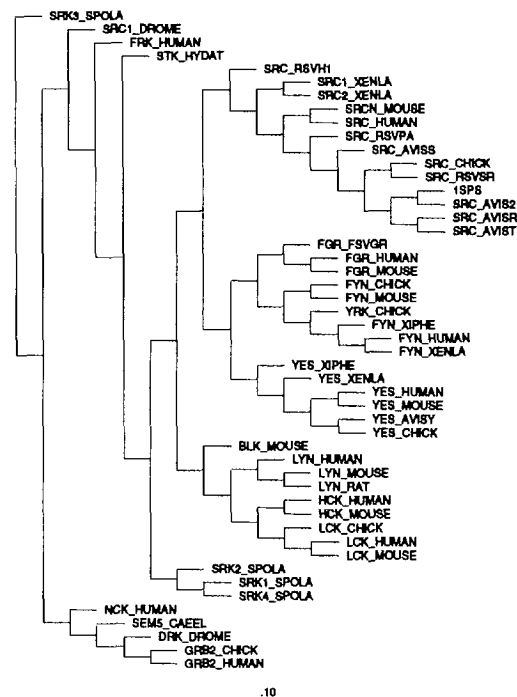 SRK3_SPOLA
SRC1_DROME
FRK_HUMAN
STK_HYDAT
SRC_RSVH1
SRC1_XENLA
SRC2_XENLA
SRCN_MOUSE
SRC_HUMAN
SRC_RSVPA
SRC_AVISS
SRC_CHICK
SRC_RSVSR
1SPS
SRC_AVIS2
SRC_AVISR
SRC_AVIST
FGR_FSVGR
FGR_HUMAN
FGR_MOUSE
FYN_CHICK
FYN_MOUSE
YRK_CHICK
FYN_XIPHE
FYN_HUMAN
FYN_XENLA
YES_XIPHE
YES_XENLA
YES_HUMAN
YES_MOUSE
YES_AVISY
YES_CHICK
BLK_MOUSE
LYN_HUMAN
LYN_MOUSE
LYN_RAT
HCK_HUMAN
HCK_MOUSE
LCK_CHICK
LCK_HUMAN
LCK_MOUSE
SRK2_SPOLA
SRK1_SPOLA
SRK4_SPOLA
NCK_HUMAN
SEM5_CAEEL
DRK_DROME
GRB2_CHICK
GRB2_HUMAN
.10